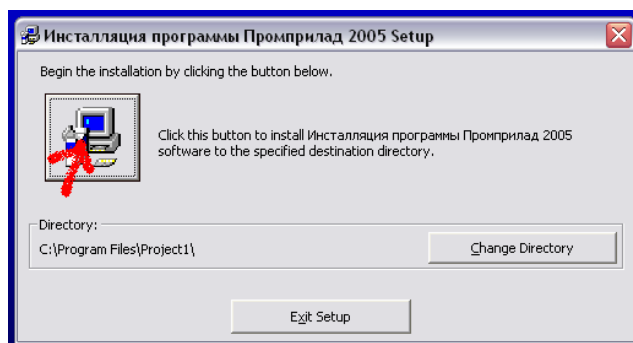 Инсталляция программы Промприлад 2005 Setup
Begin the installation by clicking the button below.
Click this button to install Инсталляция программы Промприлад 2005
software to the specified destination directory.
Directory:
C:\Program Files\Project1\
Change Directory
Exit Setup